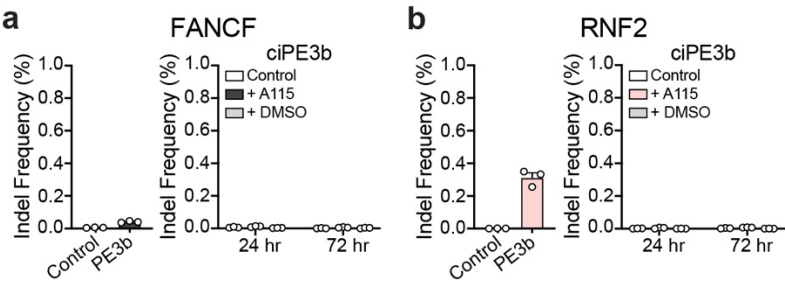 a
FANCF
Indel Frequency (%)
1.0
0.8
0.6
0.4
0.2
0.0
Control
PE3b
ciPE3b
Indel Frequency (%)
1.0
0.8
0.6
0.4
0.2
0.0
Control
+ A115
+ DMSO
24 hr
72 hr
b
RNF2
Indel Frequency (%)
1.0
0.8
0.6
0.4
0.2
0.0
Control
PE3b
ciPE3b
Indel Frequency (%)
1.0
0.8
0.6
0.4
0.2
0.0
Control
+ A115
+ DMSO
24 hr
72 hr